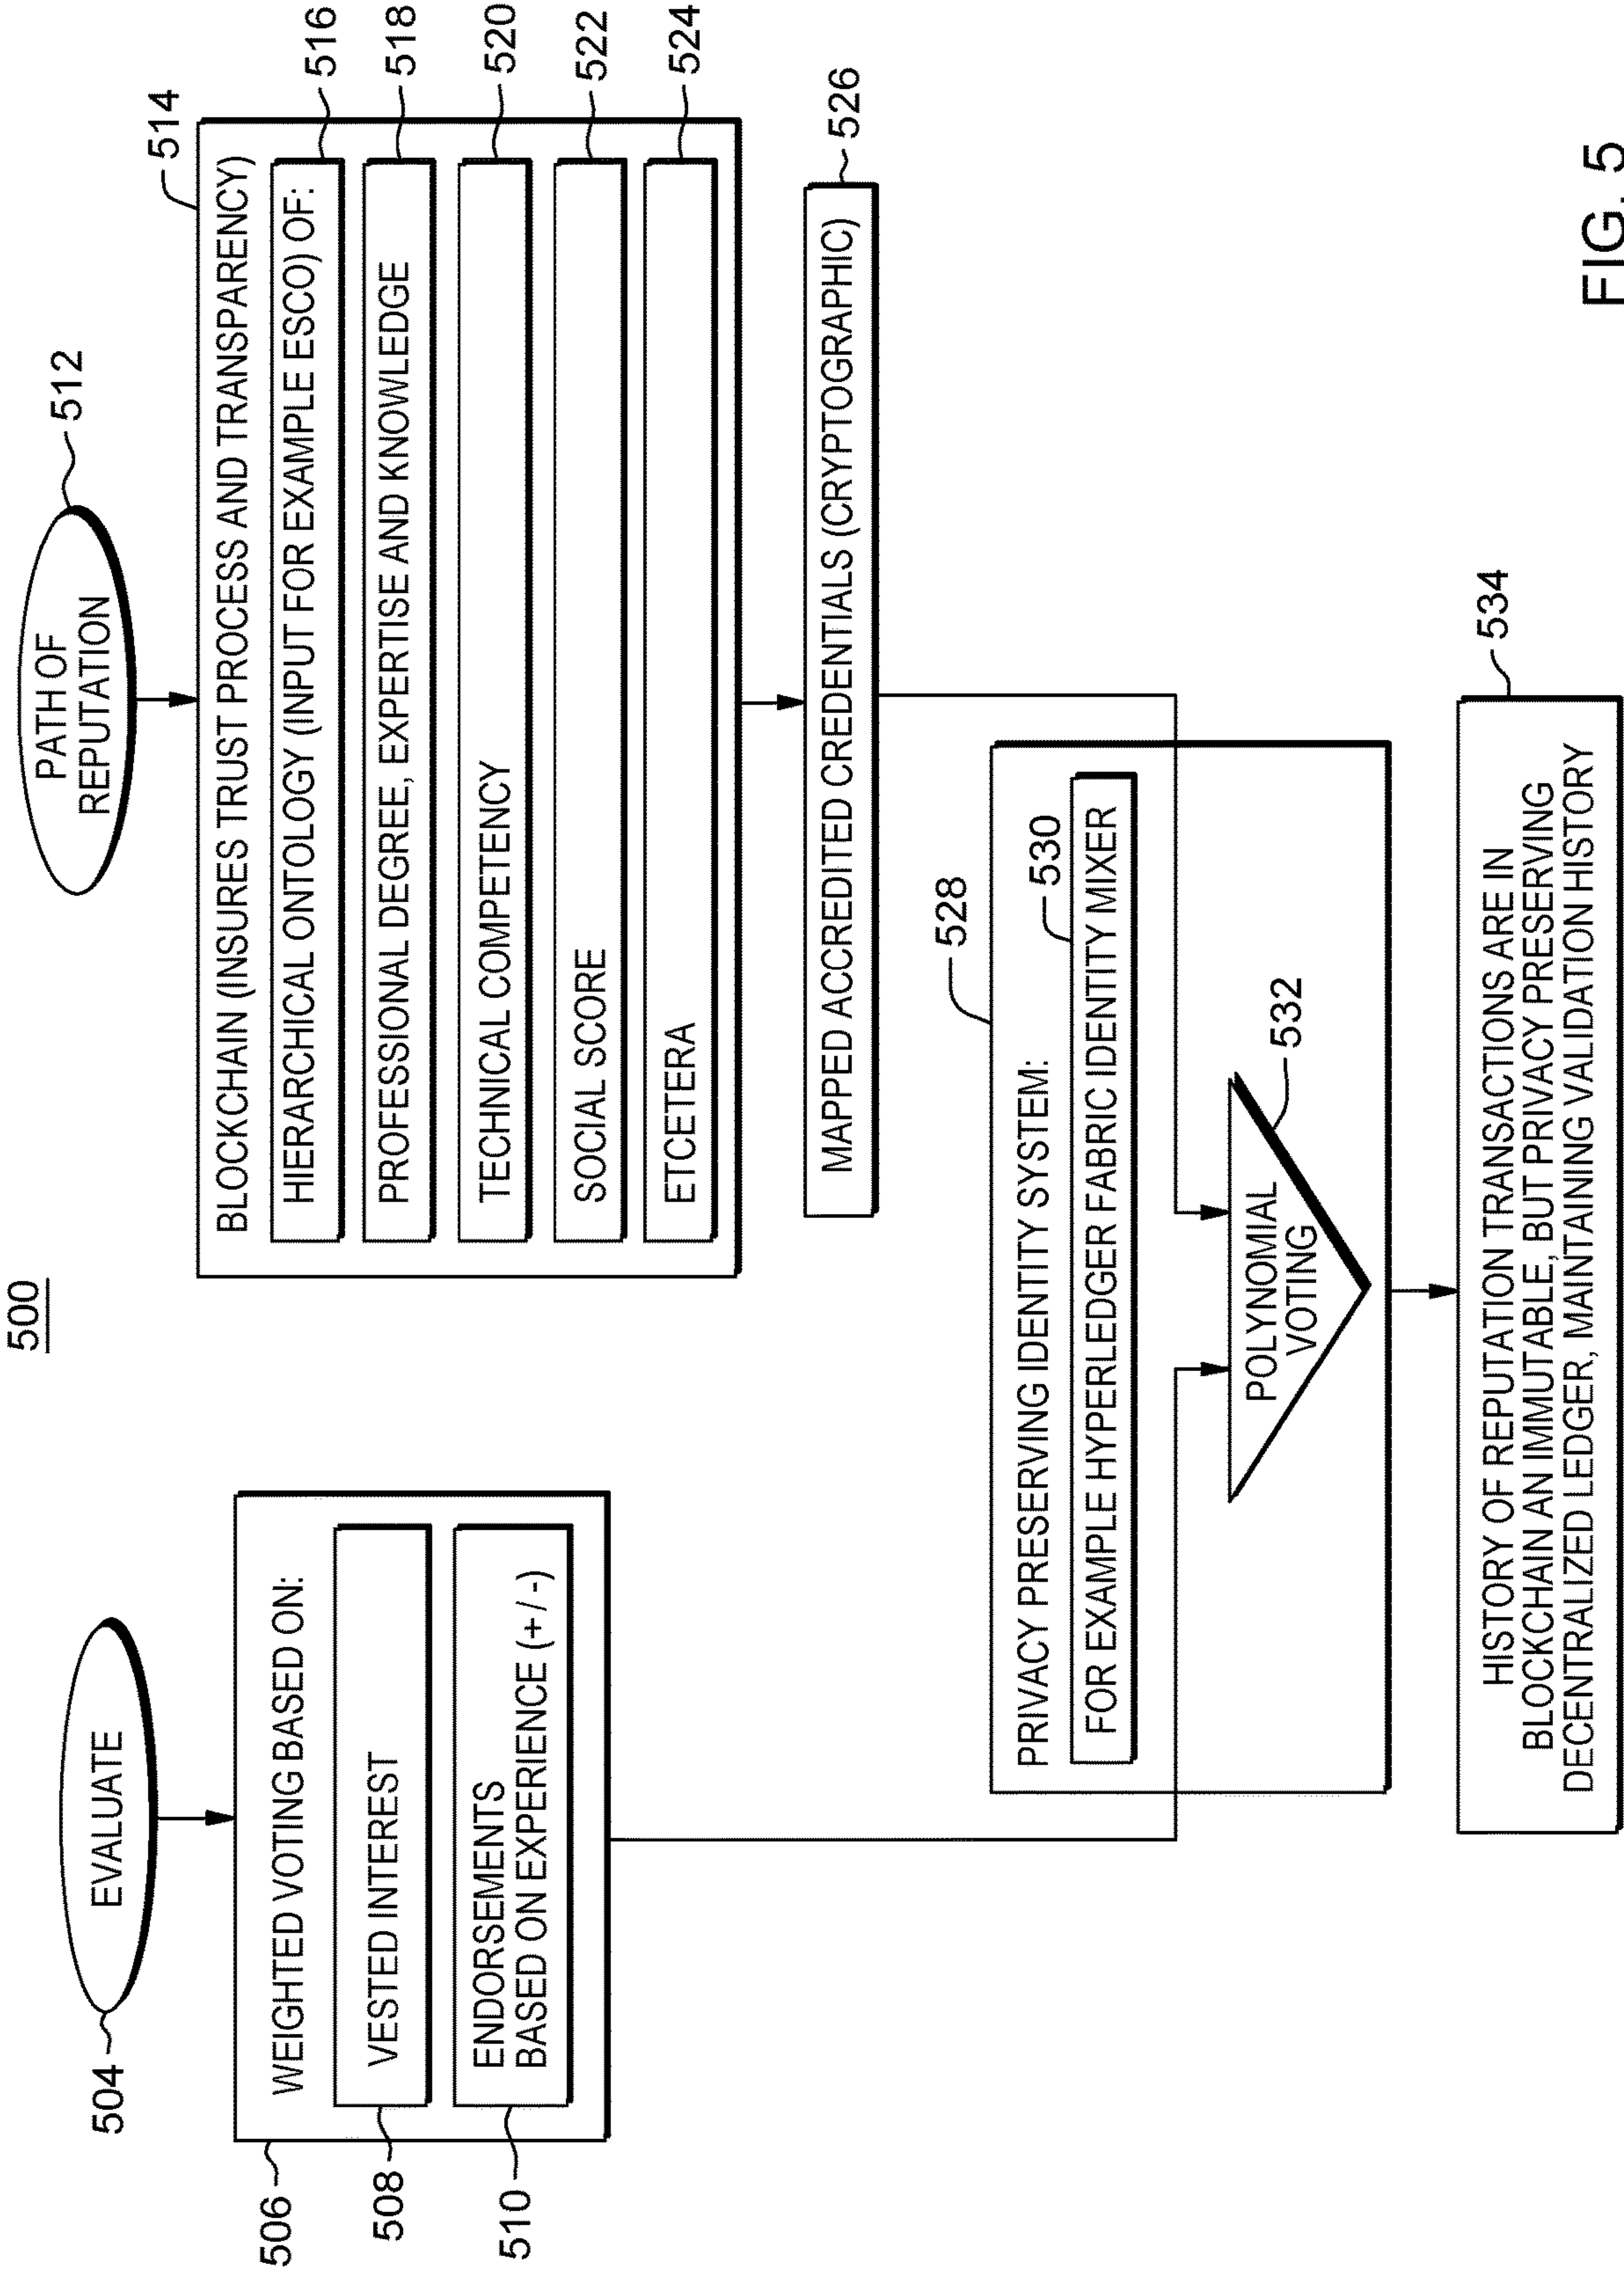 500
504
EVALUATE
506
WEIGHTED VOTING BASED ON:
508
VESTED INTEREST
510
ENDORSEMENTS
BASED ON EXPERIENCE (+ / -)
PATH OF
REPUTATION
512
514
BLOCKCHAIN (INSURES TRUST PROCESS AND TRANSPARENCY)
HIERARCHICAL ONTOLOGY (INPUT FOR EXAMPLE ESCO) OF:
516
PROFESSIONAL DEGREE, EXPERTISE AND KNOWLEDGE
518
TECHNICAL COMPETENCY
520
SOCIAL SCORE
522
ETCETERA
524
MAPPED ACCREDITED CREDENTIALS (CRYPTOGRAPHIC)
526
528
PRIVACY PRESERVING IDENTITY SYSTEM:
530
FOR EXAMPLE HYPERLEDGER FABRIC IDENTITY MIXER
POLYNOMIAL
VOTING
532
534
HISTORY OF REPUTATION TRANSACTIONS ARE IN
BLOCKCHAIN AN IMMUTABLE, BUT PRIVACY PRESERVING
DECENTRALIZED LEDGER, MAINTAINING VALIDATION HISTORY
FIG. 5